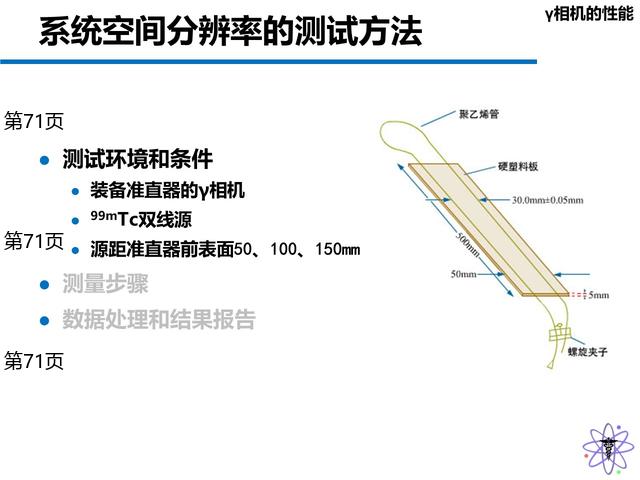 γ相机的性能
系统空间分辨率的测试方法
第71页
测试环境和条件
装备准直器的γ相机
99mTc双线源
第71页
源距准直器前表面50、100、150mm
测量步骤
数据处理和结果报告
第71页
聚乙烯管
硬塑料板
30.0mm±0.05mm
500mm
50mm
5mm
螺旋夹子